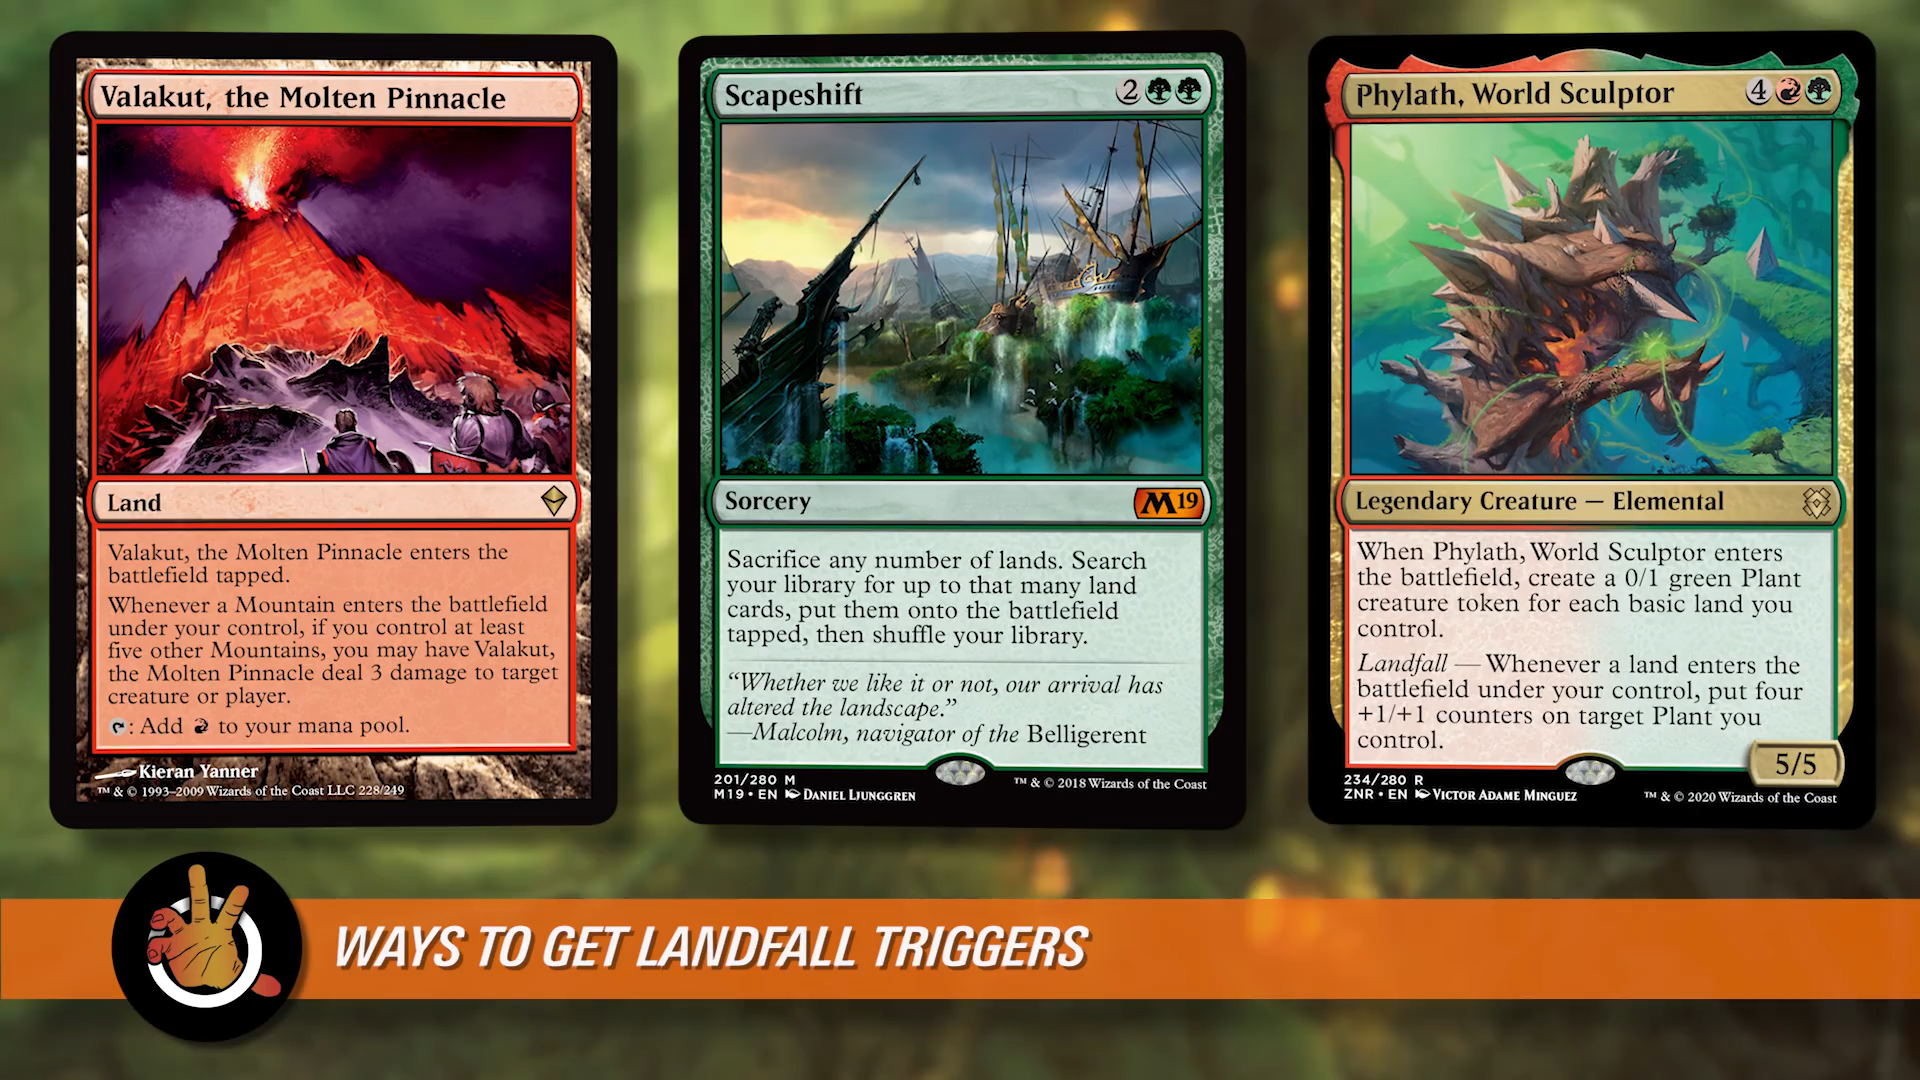 Valakut, the Molten Pinnacle
Land
Valakut, the Molten Pinnacle enters the
battlefield tapped.
Whenever a Mountain enters the battlefield
under your control, if you control at least
five other Mountains, you may have Valakut,
the Molten Pinnacle deal 3 damage to target
creature or player.
: Add to your mana pool.
Kieran Yanner
™ & © 1993–2009 Wizards of the Coast LLC 228/249
Scapeshift 2
Sorcery M19
Sacrifice any number of lands. Search
your library for up to that many land
cards, put them onto the battlefield
tapped, then shuffle your library.
“Whether we like it or not, our arrival has
altered the landscape.”
—Malcolm, navigator of the Belligerent
201/280 M
M19 • EN DANIEL LJUNGGREN
™ & © 2018 Wizards of the Coast
Phylath, World Sculptor 4
Legendary Creature — Elemental
When Phylath, World Sculptor enters
the battlefield, create a 0/1 green Plant
creature token for each basic land you
control.
Landfall — Whenever a land enters the
battlefield under your control, put four
+1/+1 counters on target Plant you
control.
5/5
234/280 R
ZNR • EN VICTOR ADAME MINGUEZ
™ & © 2020 Wizards of the Coast
WAYS TO GET LANDFALL TRIGGERS